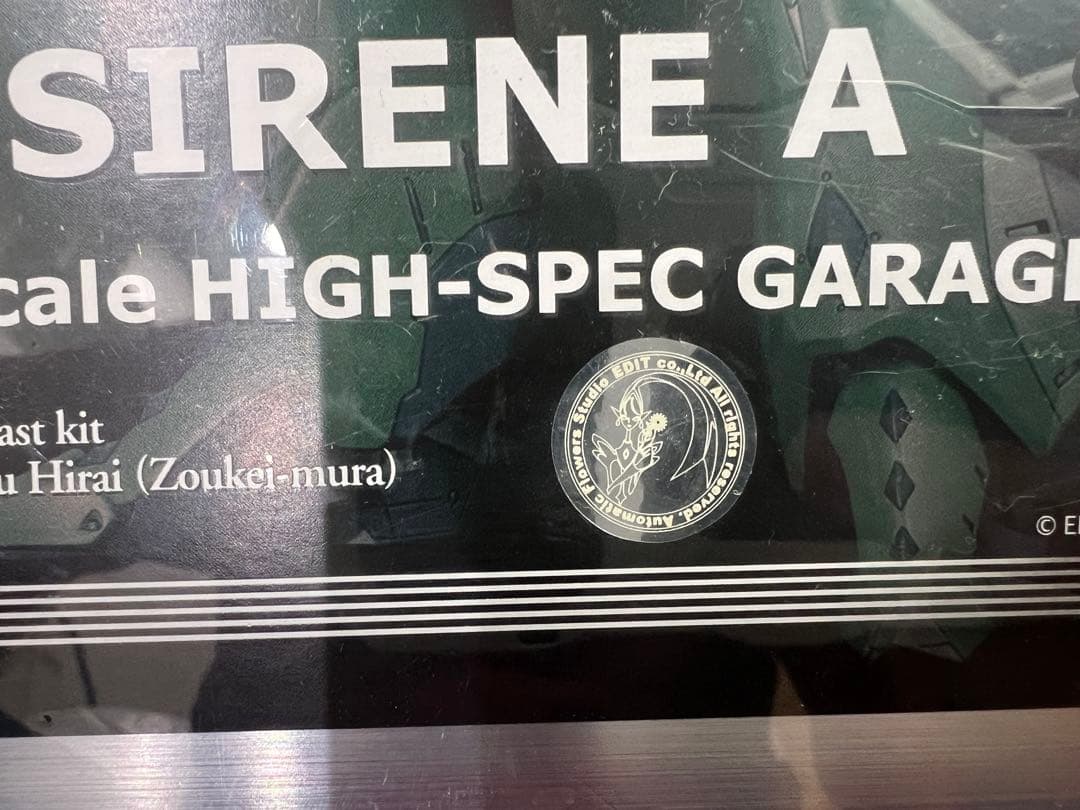 SIRENE A
cale HIGH-SPEC GARAG
ast kit
u Hirai (Zoukei-mura)
Automatic Flowers Studio EDIT co.,Ltd All rights reserved.
© E